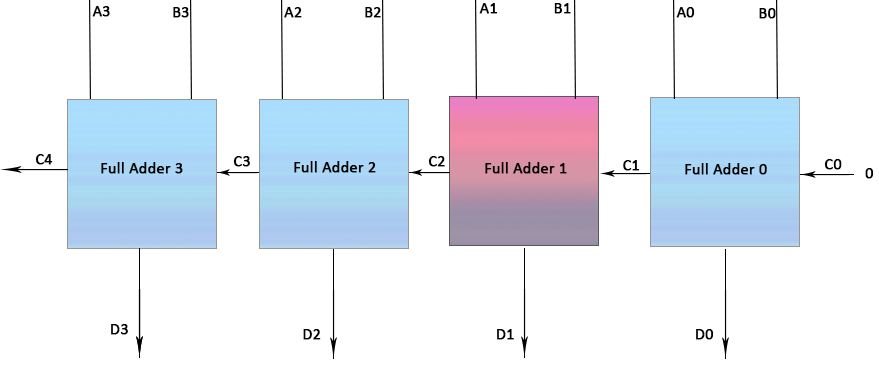 A3 B3 A2 B2 A1 B1 A0 B0
C4 Full Adder 3 C3 Full Adder 2 C2 Full Adder 1 C1 Full Adder 0 C0 0
D3 D2 D1 D0